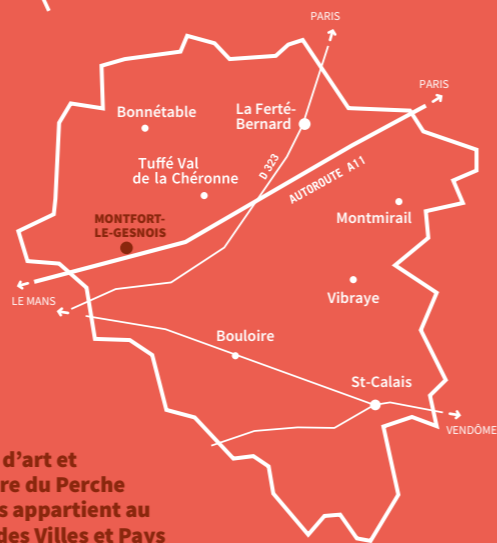 PARIS
PARIS
Bonnétable
La Ferté-
Bernard
D 323
Tuffé Val
de la Chéronne
AUTOROUTE A11
MONTFORT-
LE-GESNOIS
Montmirail
LE MANS
Vibraye
Bouloire
St-Calais
VENDÔME
d’art et
re du Perche
s appartient au
des Villes et Pays